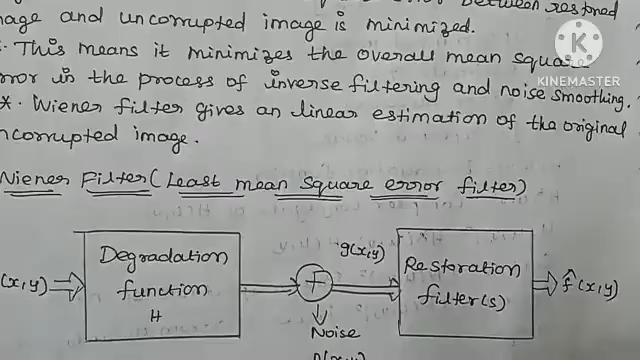 between restored
mage and uncorrupted image is minimized.
. This means it minimizes the overall mean square
error in the process of inverse filtering and noise smoothing.
*. Wiener filter gives an linear estimation of the original
ncorrupted image.
Wiener Filter (Least mean square error filter)
(x,y)
Degradation
function
H
+
g(x,y)
Restoration
filter(s)
f̂(x,y)
Noise
n(x,y)
K
KINEMASTER